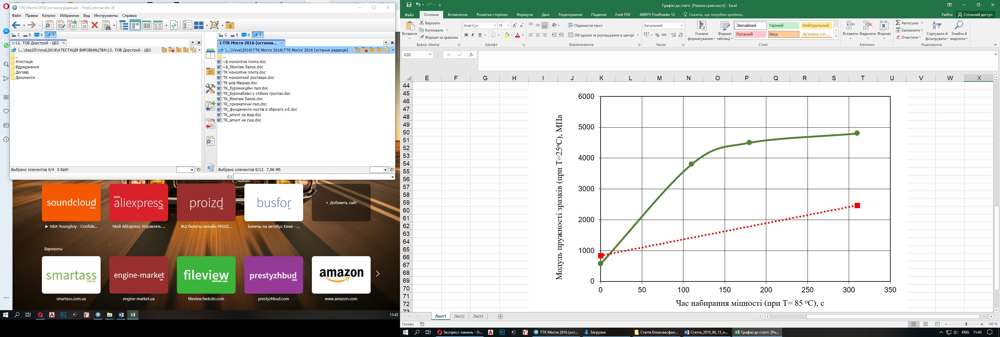 ТТК Мости 2016 (остання редакція) - FreeCommander XE
Файл Правка Каталог Избранное Вид Инструменты Справка
C E 0 1
1:12. ТОВ Дорстрой - ЦБЗ
\...\dep25\Vova\2019\АТЕСТАЦІЯ ВИРОБНИЦТВА\12. ТОВ Дорстрой - ЦБЗ
..
Атестація
Відрядження
Договір
Документи
Выбрано элементов 0/4 0 Байт
C E 0 1
1:ТТК Мости 2016 (остання...
\...\Vova\2016\ТТК Мости 2016\ТТК Мости 2016 (остання редакція)
..
~$ монолітна плита.doc
~$_Монтаж балок.doc
ТК монолітна плита.doc
ТК монолітний ростверк.doc
ТК шов Маурер.doc
ТК_буроінєкційні палі.doc
ТК_Буронабивні у стійких грунтах.doc
ТК_Монтаж балок.doc
ТК_призматичні палі.doc
ТК_фундаменти мостів із збірного з-б.doc
ТК_шпунт на воді.doc
ТК_шпунт на суші.doc
Выбрано элементов 0/12 7,96 Мб
C:\
Challenger
soundcloud
com
trade
aliexpress
com
proizd
ua
busfor
ua
+ Добавить сайт
▶ NBA YoungBoy - Confide...
Мой AliExpress: Управлять ...
ЖД билеты онлайн PROIZ...
Билеты на автобус Киев - ...
Варианты
smartass
com.ua
engine-market
ua
fileview
fwdcdn.com
prestyzhbud
com
amazon
smartass.com.ua
engine-market.ua
fileview.fwdcdn.com
prestyzhbud.com
www.amazon.com
11:43
Графікі до статті [Режим сумісності] - Excel
Файл Основне Вставлення Розмітка сторінки Формули Дані Рецензування Подання Foxit PDF ABBYY FineReader 12 Скажіть, що потрібно зробити... Увійти Спільний доступ
Вставити
Вирізати
Копіювати
Формат за зразком
Буфер обміну
Arial Cyr 10
Ж К П
Шрифт
Перенести текст
Об'єднати та розташувати в центрі
Вирівнювання
Загальний
% 000
Число
Умовне форматування
Формат таблиці
Звичайний Гарний Нейтральний
Поганий Ввід Зв'язана клі...
Стилі
Вставити Видалити Формат
Клітинки
Автосума
Заповнити
Очистити
Сортувати й фільтрувати
Знайти й виділити
Редагування
X20
fx
E F G H I J K L M N O P Q R S T U V W X
44
45
46
47
48
49
50
51
52
53
54
55
56
57
58
59
60
61
62
63
64
65
66
67
68
69
70
71
72
73
Модуль пружності зразків (при Т=25°С), МПа
6000
5000
4000
3000
2000
1000
0
0 50 100 150 200 250 300 350
Час набирання міцності (при Т= 85 °С), с
Лист1 Лист2 Лист3
Готово
145 %
Экспресс-панель - O...
ТТК Мости 2016 (ост...
Загрузки
Стаття Епоксиасфал...
Стаття_2019_06_13_п...
Графікі до статті [Ре...
ENG 11:43